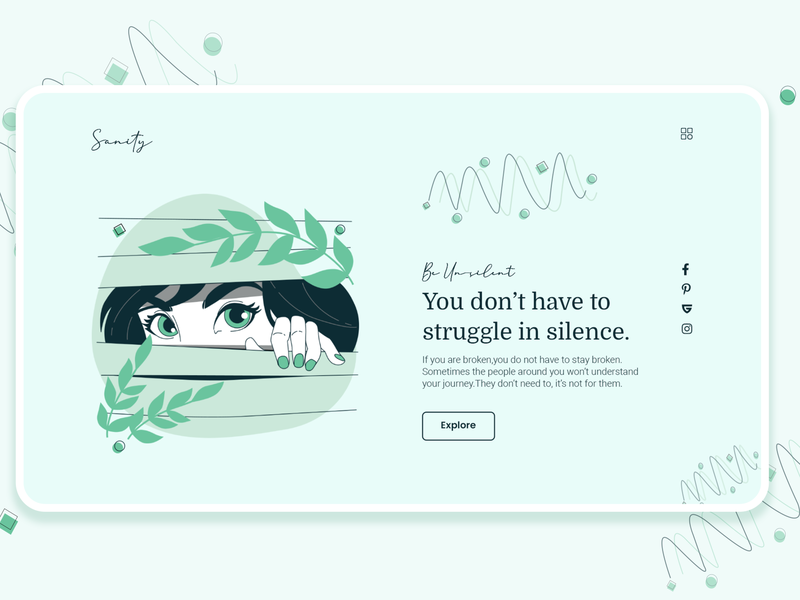 Sanity
Be Unsilent
You don't have to
struggle in silence.
If you are broken,you do not have to stay broken.
Sometimes the people around you won't understand
your journey.They don't need to, it's not for them.
Explore